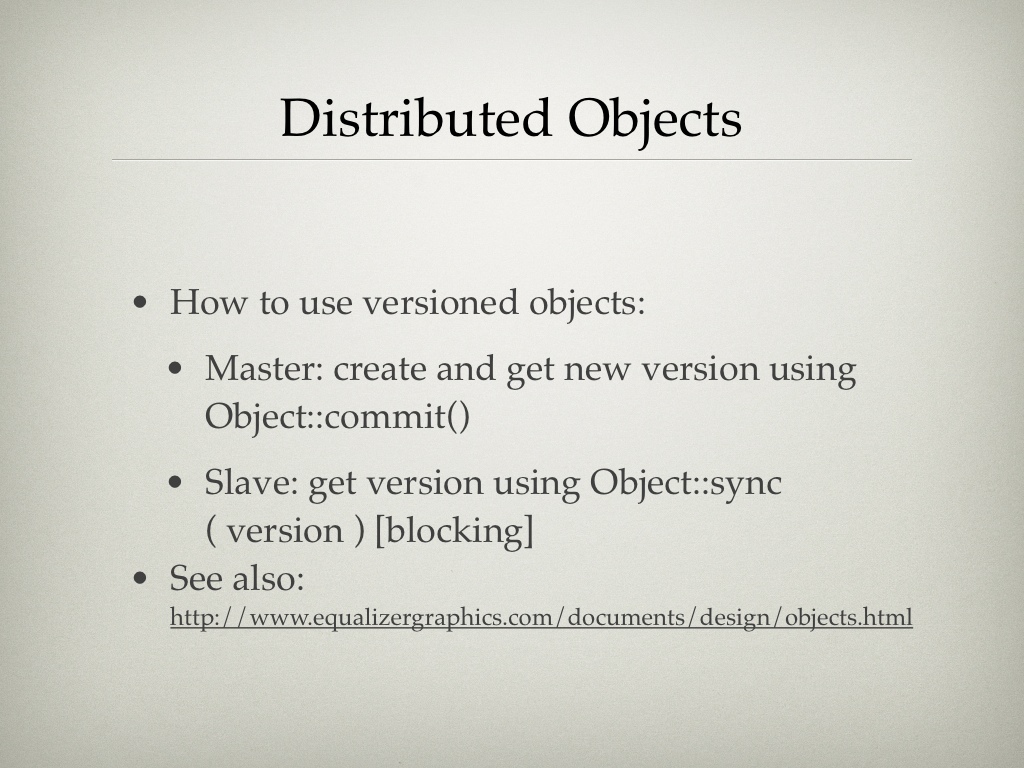 Distributed Objects
• How to use versioned objects:
• Master: create and get new version using
Object::commit()
• Slave: get version using Object::sync
( version ) [blocking]
• See also:
http://www.equalizergraphics.com/documents/design/objects.html